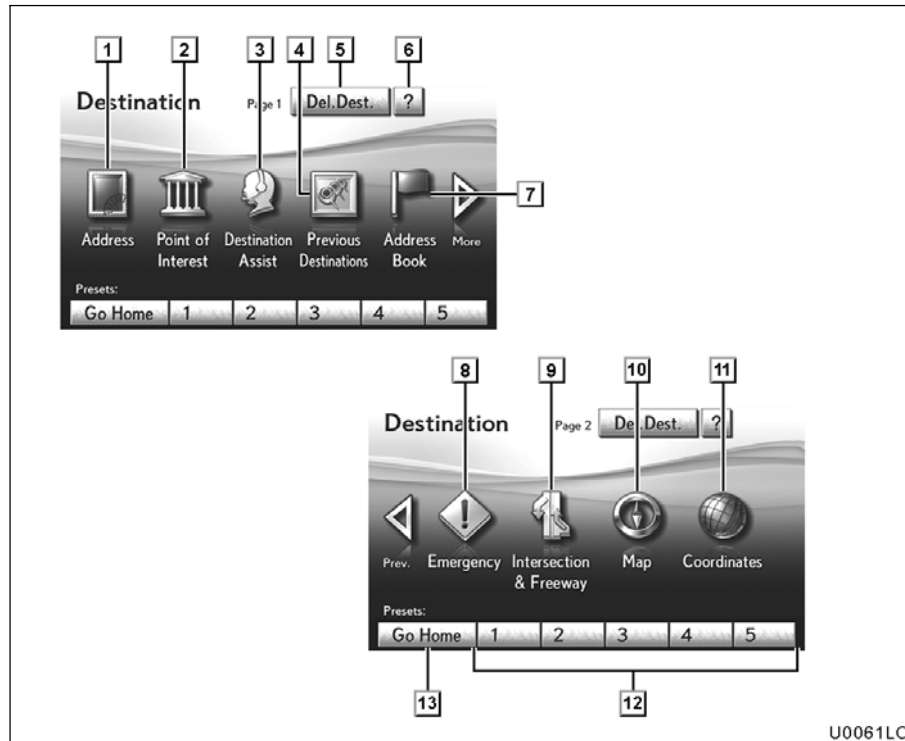 1 2 3 4 5 6
Destination Page 1 Del.Dest. ?
7
Address Point of Interest Destination Assist Previous Destinations Address Book More
Presets:
Go Home 1 2 3 4 5
8 9 10 11
Destination Page 2 Del.Dest. ?
Prev. Emergency Intersection & Freeway Map Coordinates
Presets:
Go Home 1 2 3 4 5
13 12
U0061LC